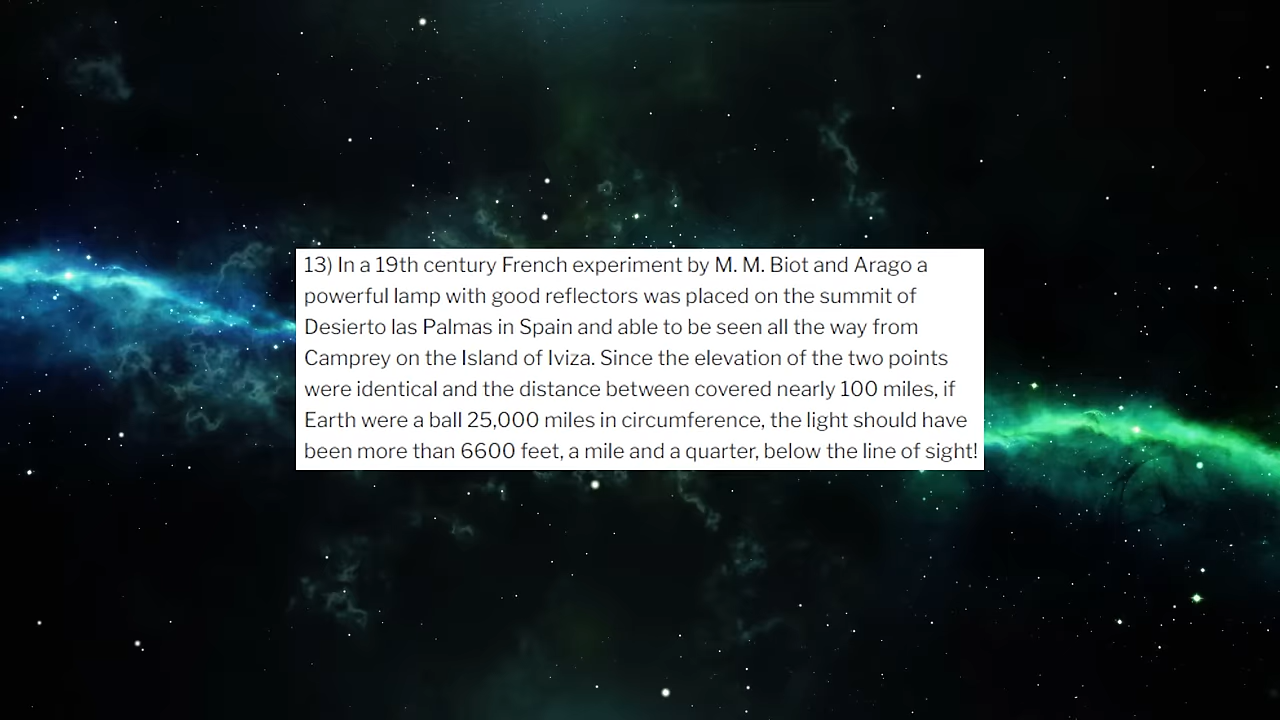 13) In a 19th century French experiment by M. M. Biot and Arago a
powerful lamp with good reflectors was placed on the summit of
Desierto las Palmas in Spain and able to be seen all the way from
Camprey on the Island of Iviza. Since the elevation of the two points
were identical and the distance between covered nearly 100 miles, if
Earth were a ball 25,000 miles in circumference, the light should have
been more than 6600 feet, a mile and a quarter, below the line of sight!